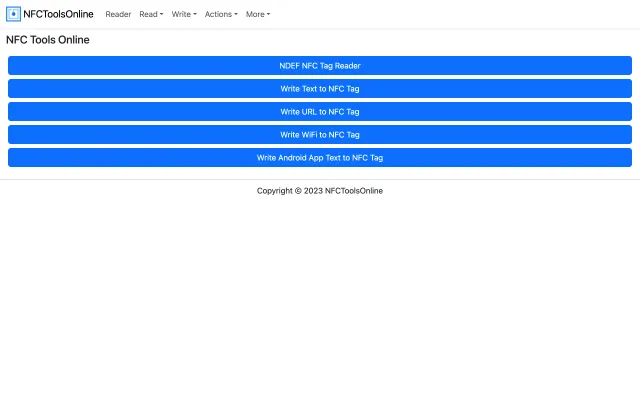 NFCToolsOnline Reader Read Write Actions More
NFC Tools Online
NDEF NFC Tag Reader
Write Text to NFC Tag
Write URL to NFC Tag
Write WiFi to NFC Tag
Write Android App Text to NFC Tag
Copyright © 2023 NFCToolsOnline